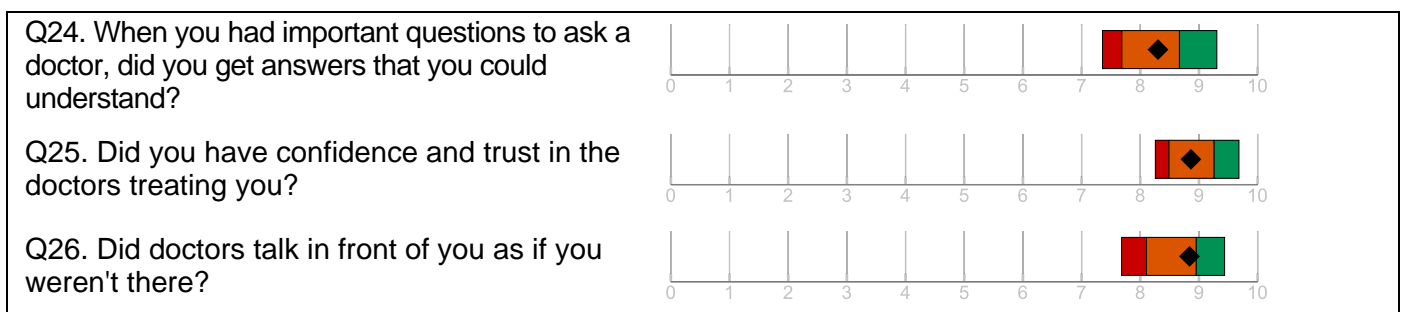 Q24. When you had important questions to ask a
doctor, did you get answers that you could
understand?
0 1 2 3 4 5 6 7 8 9 10
Q25. Did you have confidence and trust in the
doctors treating you?
0 1 2 3 4 5 6 7 8 9 10
Q26. Did doctors talk in front of you as if you
weren't there?
0 1 2 3 4 5 6 7 8 9 10